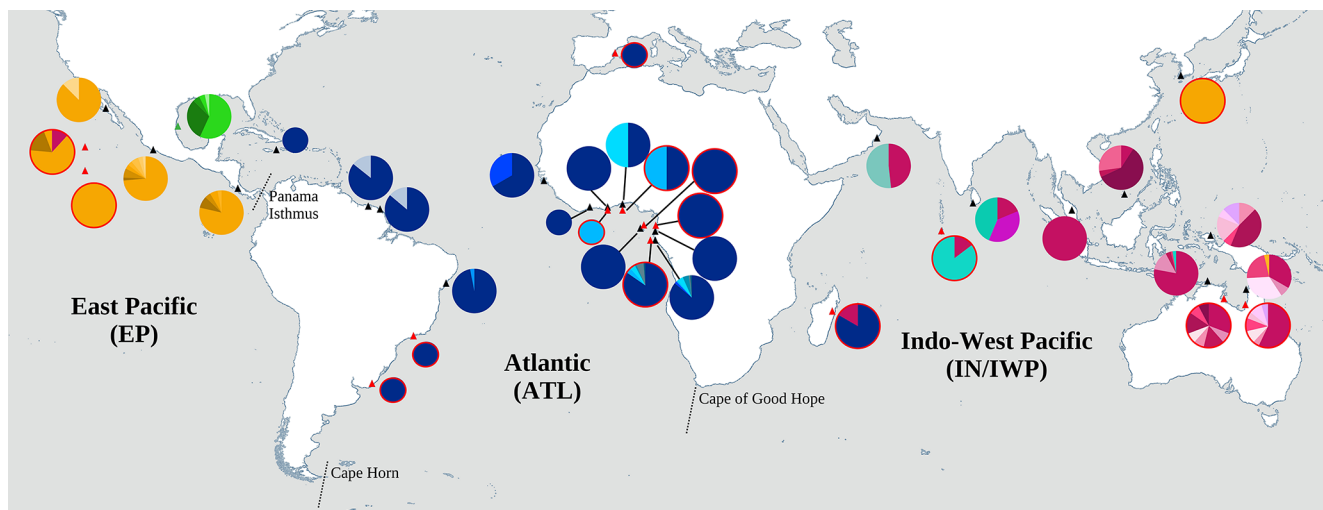 Panama
Isthmus
East Pacific
(EP)
Atlantic
(ATL)
Indo-West Pacific
(IN/IWP)
Cape of Good Hope
Cape Horn